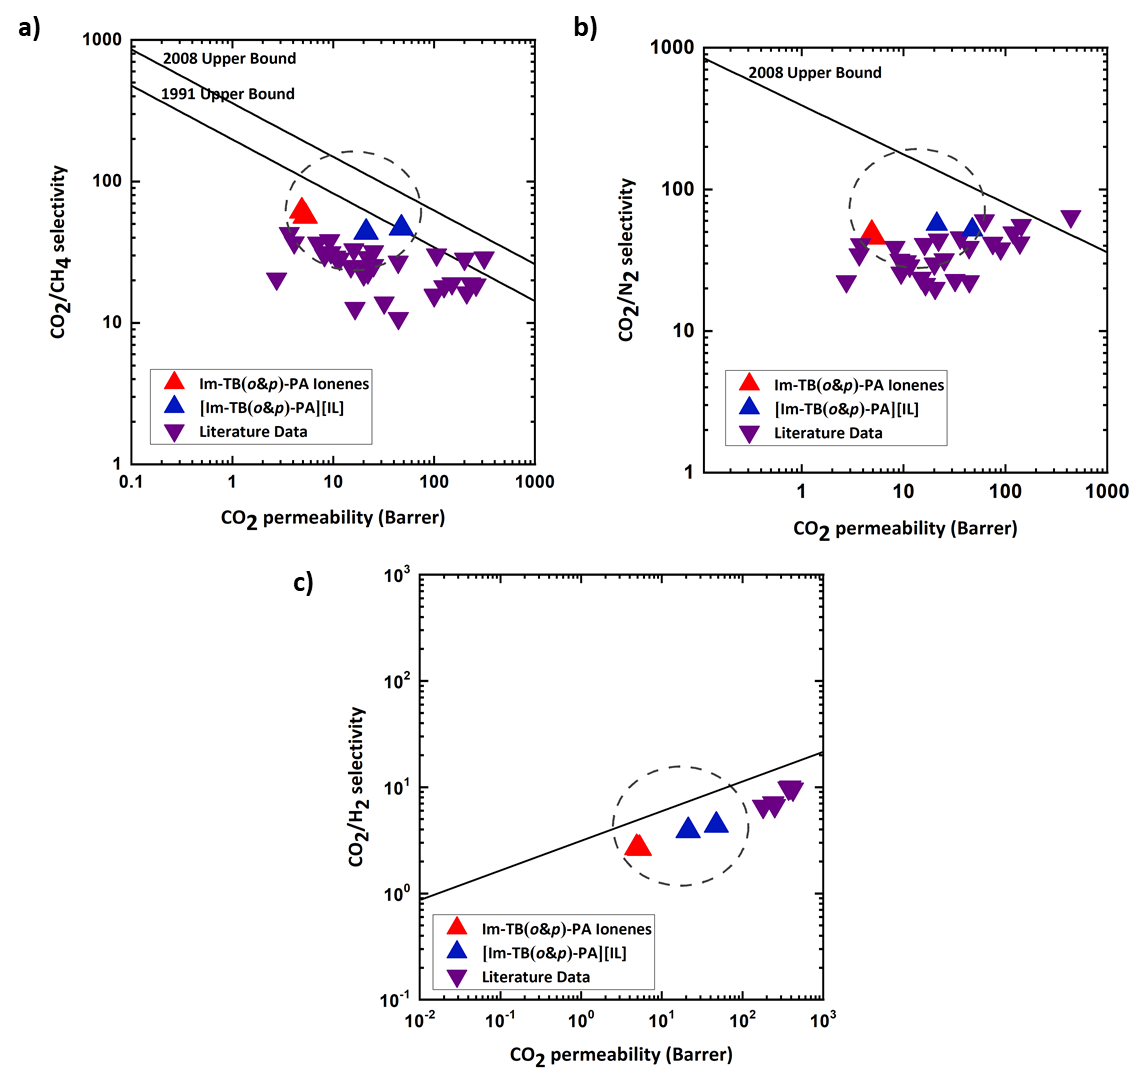 a)
1000
100
10
1
0.1
1
10
100
1000
CO2/CH4 selectivity
CO2 permeability (Barrer)
2008 Upper Bound
1991 Upper Bound
Im-TB(o&p)-PA Ionenes
[Im-TB(o&p)-PA][IL]
Literature Data
b)
1000
100
10
1
1
10
100
1000
CO2/N2 selectivity
CO2 permeability (Barrer)
2008 Upper Bound
Im-TB(o&p)-PA Ionenes
[Im-TB(o&p)-PA][IL]
Literature Data
c)
10^3
10^2
10^1
10^0
10^-1
10^-2
10^-1
10^0
10^1
10^2
10^3
CO2/H2 selectivity
CO2 permeability (Barrer)
Im-TB(o&p)-PA Ionenes
[Im-TB(o&p)-PA][IL]
Literature Data